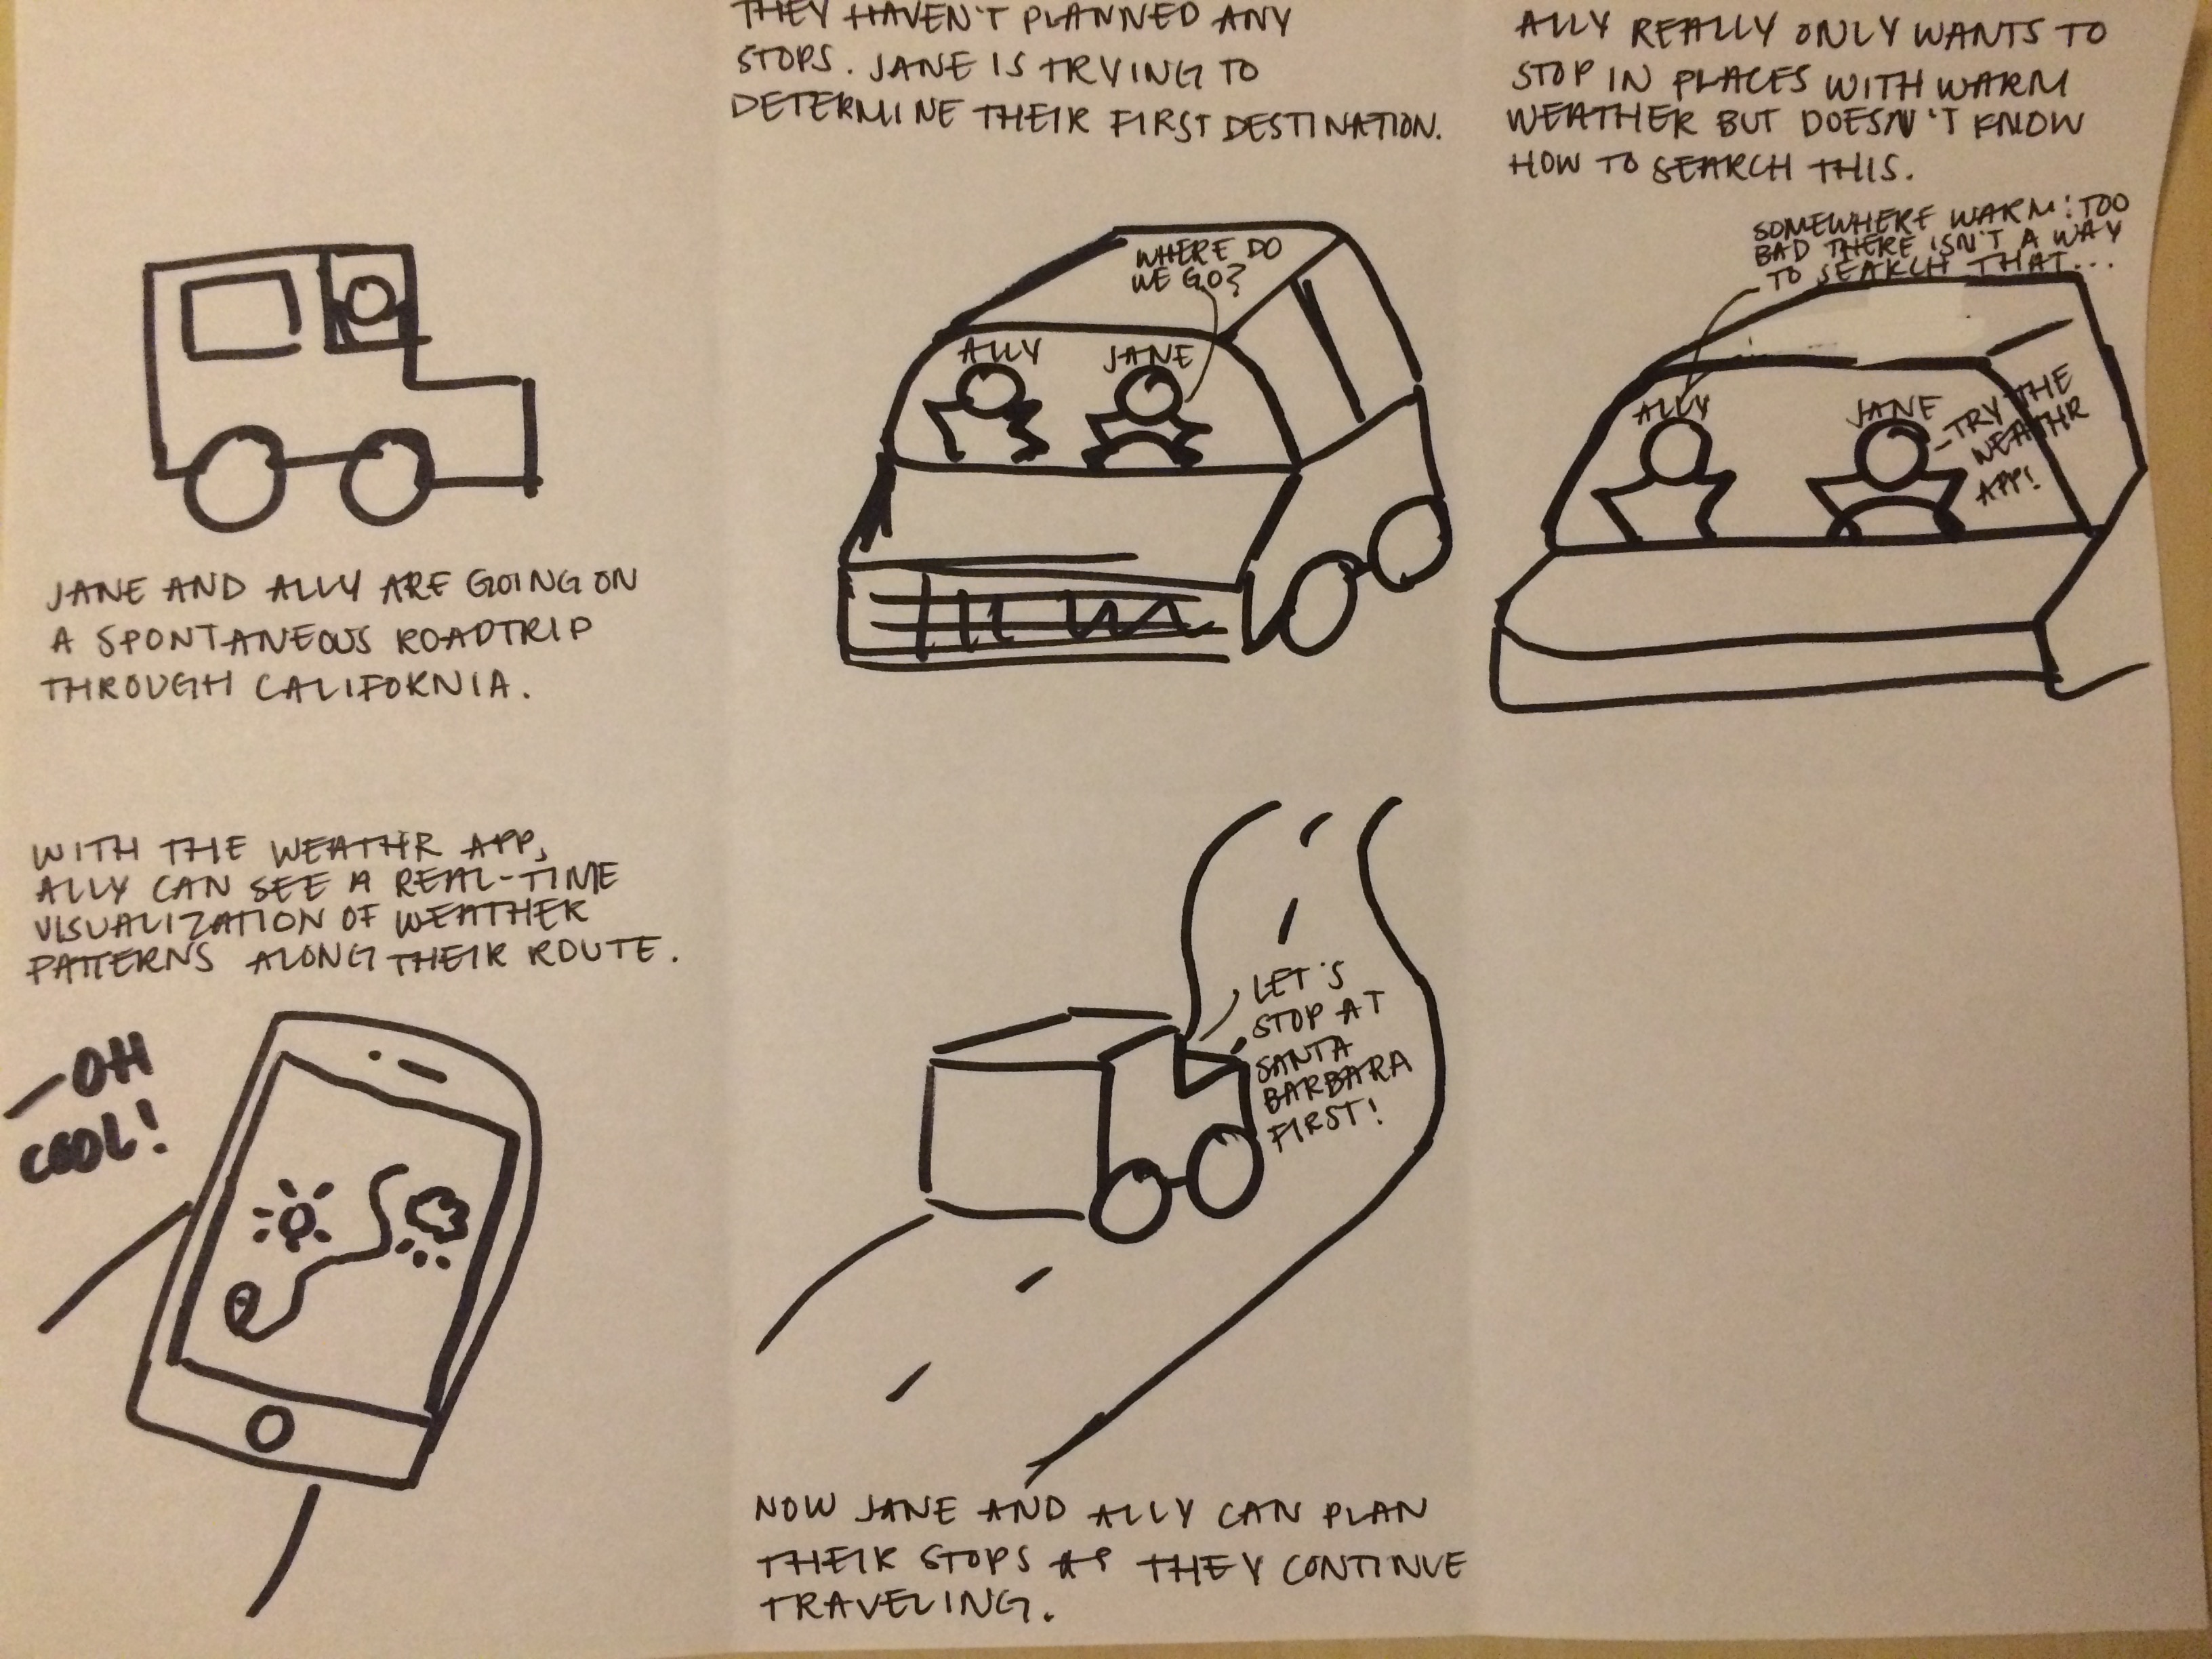 JANE AND ALLY ARE GOING ON
A SPONTANEOUS ROADTRIP
THROUGH CALIFORNIA.
THEY HAVEN'T PLANNED ANY
STOPS. JANE IS TRYING TO
DETERMINE THEIR FIRST DESTINATION.
WHERE DO
WE GO?
ALLY
JANE
ALLY REALLY ONLY WANTS TO
STOP IN PLACES WITH WARM
WEATHER BUT DOESN'T KNOW
HOW TO SEARCH THIS.
SOMEWHERE WARM! TOO
BAD THERE ISN'T A WAY
TO SEARCH THAT...
ALLY
JANE
TRY THE
WEATHR
APP!
WITH THE WEATHR APP,
ALLY CAN SEE A REAL-TIME
VISUALIZATION OF WEATHER
PATTERNS ALONG THEIR ROUTE.
OH
COOL!
LET'S
STOP AT
SANTA
BARBARA
FIRST!
NOW JANE AND ALLY CAN PLAN
THEIR STOPS AS THEY CONTINUE
TRAVELING.